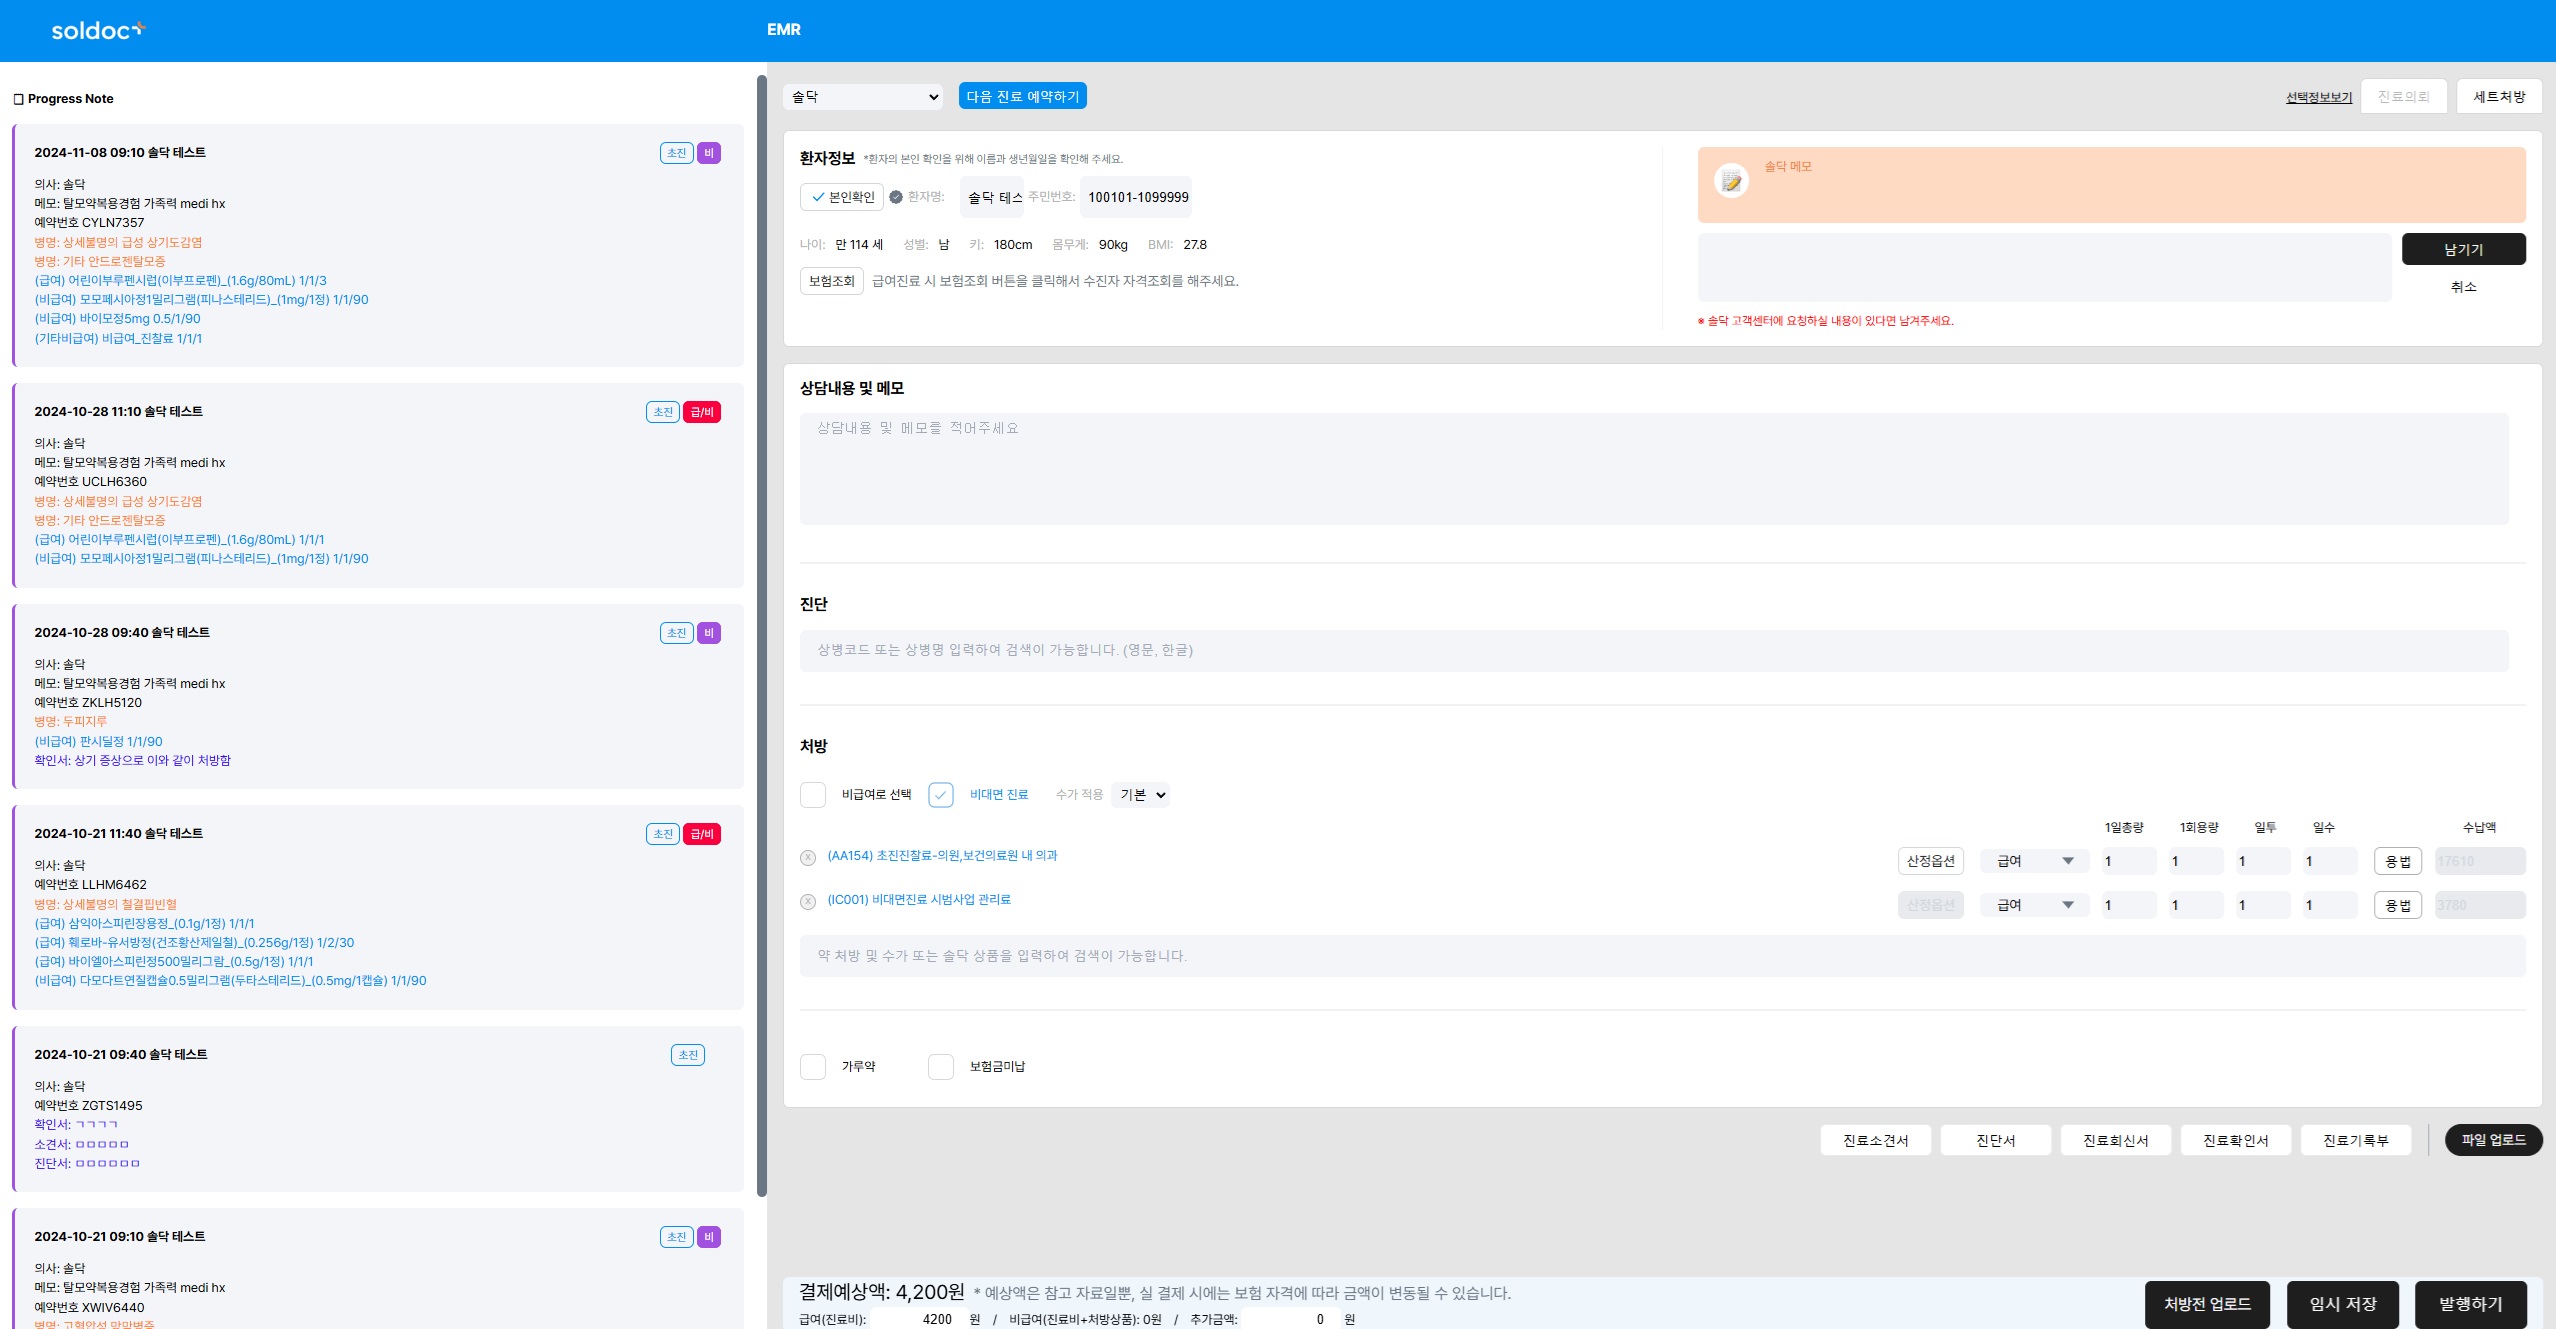 soldoc
EMR
Progress Note
2024-11-08 09:10 솔닥 테스트
초진
비
의사: 솔닥
메모: 탈모약복용경험 가족력 medi hx
예약번호 CYLN7357
병명: 상세불명의 급성 상기도감염
병명: 기타 안드로젠탈모증
(급여) 어린이부루펜시럽(이부프로펜)_(1.6g/80mL) 1/1/3
(비급여) 모모페시아정1밀리그램(피나스테리드)_(1mg/1정) 1/1/90
(비급여) 바이모정5mg 0.5/1/90
(기타비급여) 비급여_진찰료 1/1/1
2024-10-28 11:10 솔닥 테스트
초진
급/비
의사: 솔닥
메모: 탈모약복용경험 가족력 medi hx
예약번호 UCLH6360
병명: 상세불명의 급성 상기도감염
병명: 기타 안드로젠탈모증
(급여) 어린이부루펜시럽(이부프로펜)_(1.6g/80mL) 1/1/1
(비급여) 모모페시아정1밀리그램(피나스테리드)_(1mg/1정) 1/1/90
2024-10-28 09:40 솔닥 테스트
초진
비
의사: 솔닥
메모: 탈모약복용경험 가족력 medi hx
예약번호 ZKLH5120
병명: 두피지루
(비급여) 판시딜정 1/1/90
확인서: 상기 증상으로 이와 같이 처방함
2024-10-21 11:40 솔닥 테스트
초진
급/비
의사: 솔닥
예약번호 LLHM6462
병명: 상세불명의 철결핍빈혈
(급여) 삼익아스피린장용정_(0.1g/1정) 1/1/1
(급여) 훼로바-유서방정(건조황산제일철)_(0.256g/1정) 1/2/30
(급여) 바이엘아스피린정500밀리그람_(0.5g/1정) 1/1/1
(비급여) 다모다트연질캡슐0.5밀리그램(두타스테리드)_(0.5mg/1캡슐) 1/1/90
2024-10-21 09:40 솔닥 테스트
초진
의사: 솔닥
예약번호 ZGTS1495
확인서: ㄱㄱㄱㄱ
소견서: ㅁㅁㅁㅁㅁ
진단서: ㅁㅁㅁㅁㅁㅁ
2024-10-21 09:10 솔닥 테스트
초진
비
의사: 솔닥
메모: 탈모약복용경험 가족력 medi hx
예약번호 XWIV6440
병명: 고혈압성 망막병증
솔닥
다음 진료 예약하기
선택정보보기
진료의뢰
세트처방
환자정보 *환자의 본인 확인을 위해 이름과 생년월일을 확인해 주세요.
본인확인 환자명: 솔닥 테스 주민번호: 100101-1099999
나이: 만 114 세 성별: 남 키: 180cm 몸무게: 90kg BMI: 27.8
보험조회 급여진료 시 보험조회 버튼을 클릭해서 수진자 자격조회를 해주세요.
솔닥 메모
남기기
취소
※ 솔닥 고객센터에 요청하실 내용이 있다면 남겨주세요.
상담내용 및 메모
상담내용 및 메모를 적어주세요
진단
상병코드 또는 상병명 입력하여 검색이 가능합니다. (영문, 한글)
처방
비급여로 선택 비대면 진료 수가 적용 기본
1일총량 1회용량 일투 일수 수납액
(AA154) 초진진찰료-의원,보건의료원 내 의과 산정옵션 급여 1 1 1 1 용법 17610
(IC001) 비대면진료 시범사업 관리료 산정옵션 급여 1 1 1 1 용법 3780
약 처방 및 수가 또는 솔닥 상품을 입력하여 검색이 가능합니다.
가루약 보험금미납
진료소견서 진단서 진료회신서 진료확인서 진료기록부 파일 업로드
결제예상액: 4,200원 * 예상액은 참고 자료일뿐, 실 결제 시에는 보험 자격에 따라 금액이 변동될 수 있습니다.
급여(진료비): 4200 원 / 비급여(진료비+처방상품): 0원 / 추가금액: 0 원
처방전 업로드 임시 저장 발행하기